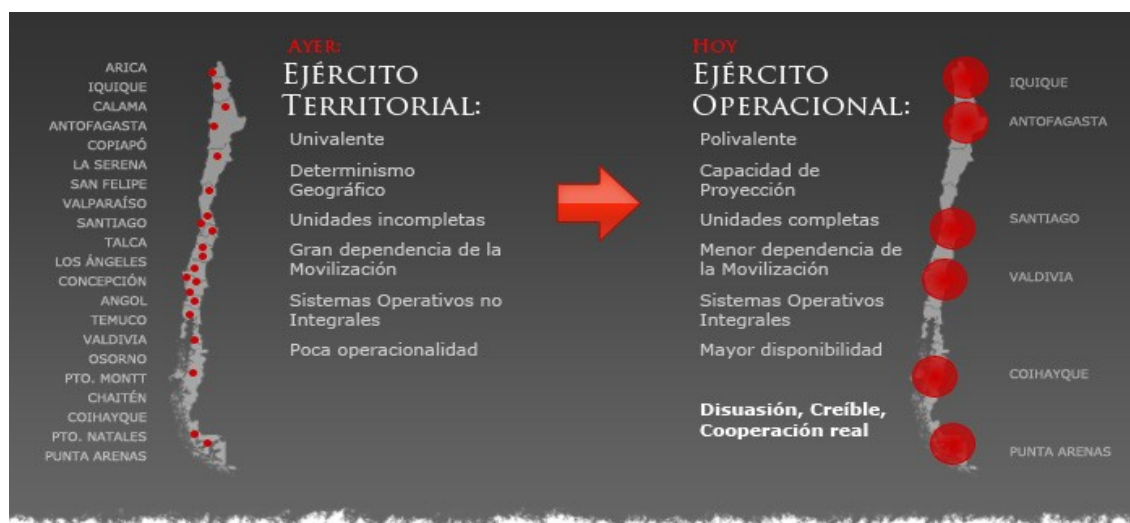 ARICA
IQUIQUE
CALAMA
ANTOFAGASTA
COPIAPÓ
LA SERENA
SAN FELIPE
VALPARAÍSO
SANTIAGO
TALCA
LOS ÁNGELES
CONCEPCIÓN
ANGOL
TEMUCO
VALDIVIA
OSORNO
PTO. MONTT
CHAITÉN
COIHAYQUE
PTO. NATALES
PUNTA ARENAS
AYER:
EJÉRCITO
TERRITORIAL:
Univalente
Determinismo
Geográfico
Unidades incompletas
Gran dependencia de la
Movilización
Sistemas Operativos no
Integrales
Poca operacionalidad
HOY
EJÉRCITO
OPERACIONAL:
Polivalente
Capacidad de
Proyección
Unidades completas
Menor dependencia de
la Movilización
Sistemas Operativos
Integrales
Mayor disponibilidad
Disuasión, Creíble,
Cooperación real
IQUIQUE
ANTOFAGASTA
SANTIAGO
VALDIVIA
COIHAYQUE
PUNTA ARENAS